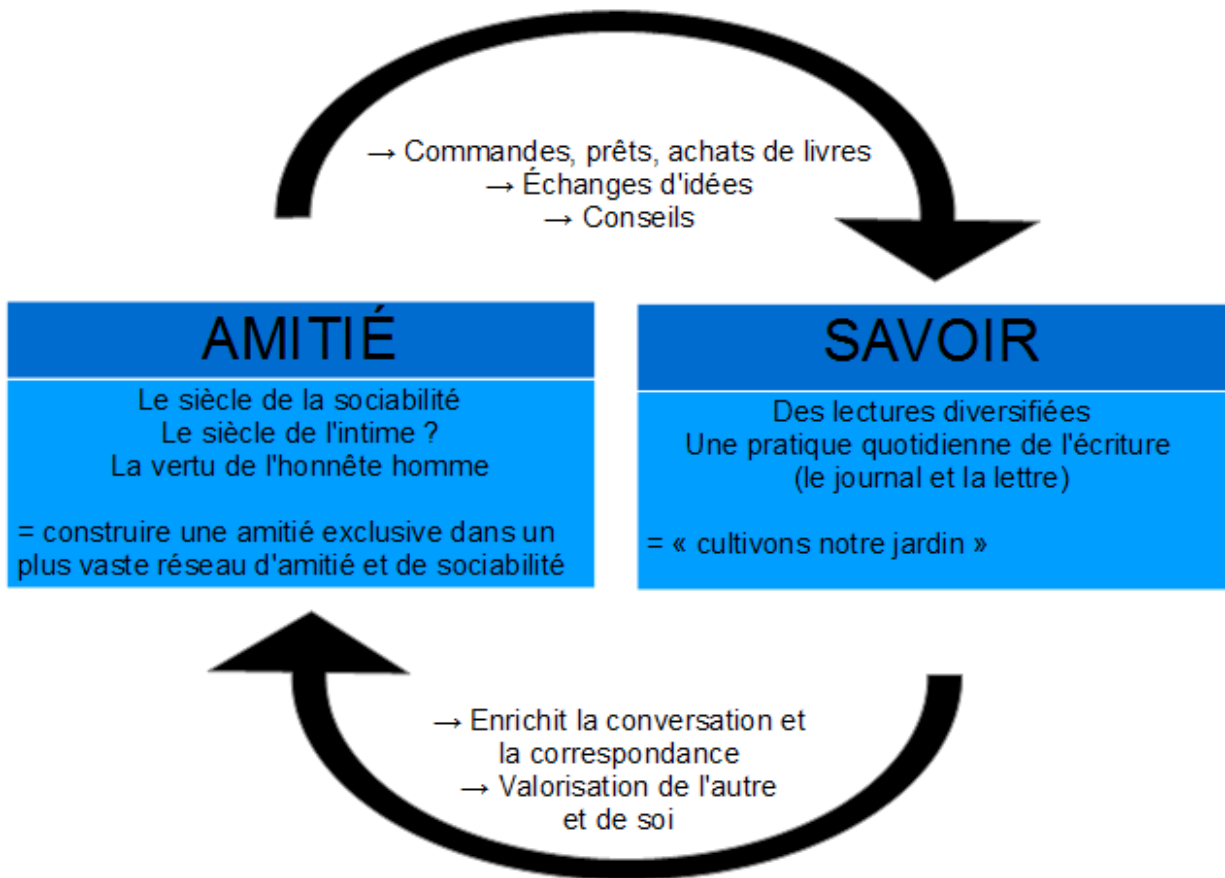 → Commandes, prêts, achats de livres
→ Échanges d'idées
→ Conseils
AMITIÉ
Le siècle de la sociabilité
Le siècle de l'intime ?
La vertu de l'honnête homme
= construire une amitié exclusive dans un
plus vaste réseau d'amitié et de sociabilité
SAVOIR
Des lectures diversifiées
Une pratique quotidienne de l'écriture
(le journal et la lettre)
= « cultivons notre jardin »
→ Enrichit la conversation et
la correspondance
→ Valorisation de l'autre
et de soi